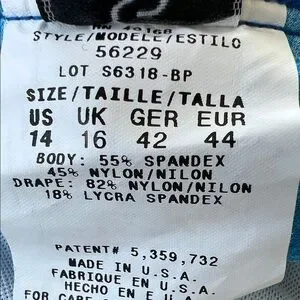 STYLE/MODELE/ESTILO
56229
LOT S6318-BP
SIZE/TAILLE/TALLA
US UK GER EUR
14 16 42 44
BODY: 55% SPANDEX
45% NYLON/NILON
DRAPE: 82% NYLON/NILON
18% LYCRA SPANDEX
PATENT# 5,359,732
MADE IN U.S.A.
FABRIQUE EN U.S.A.
HECHO EN E U
FOR CARE